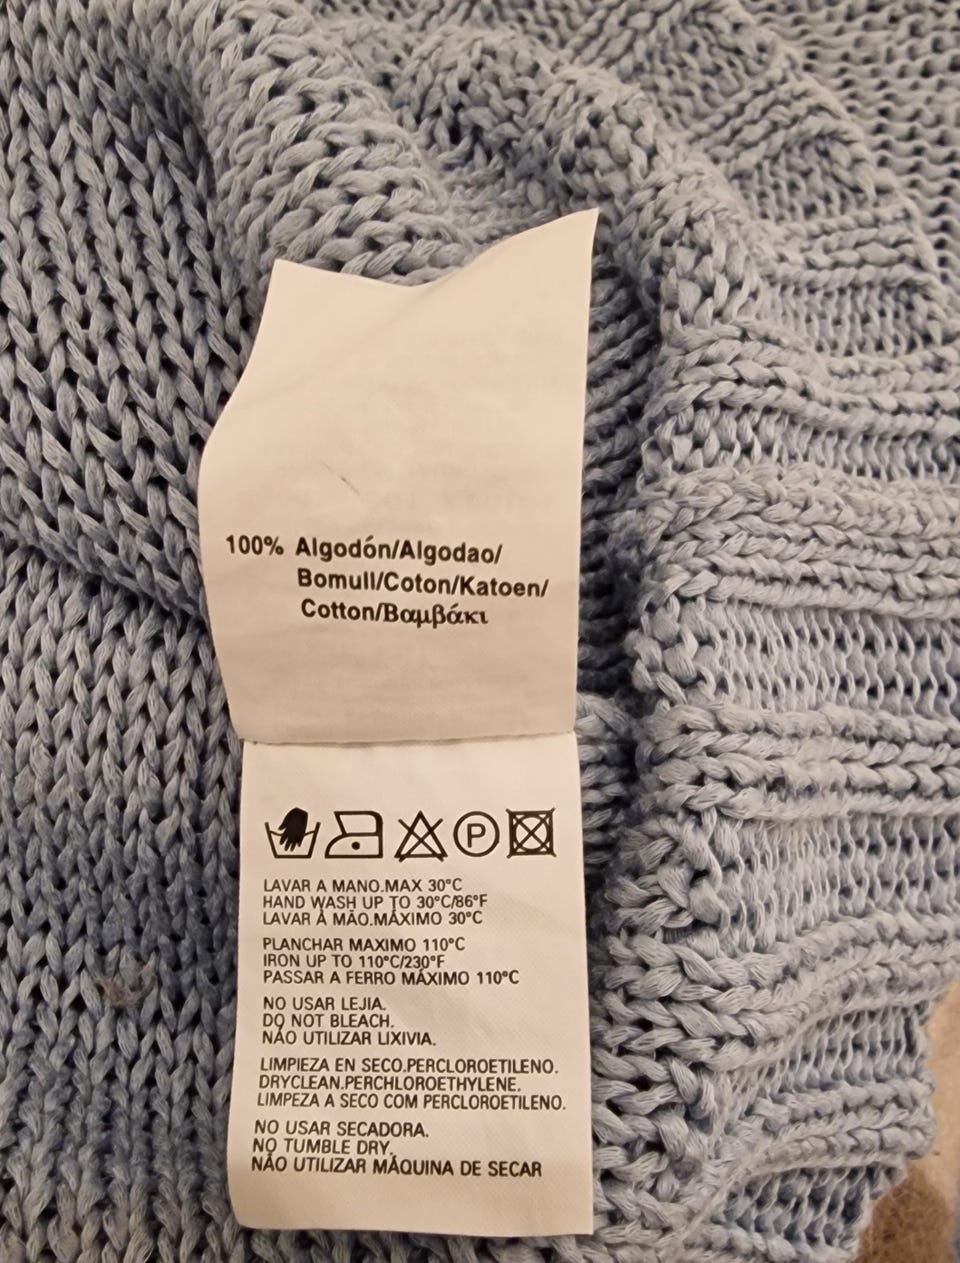 100% Algodón/Algodao/
Bomull/Coton/Katoen/
Cotton/Βαμβάκι
P
LAVAR A MANO.MAX 30°C
HAND WASH UP TO 30°C/86°F
LAVAR À MÃO.MÁXIMO 30°C
PLANCHAR MAXIMO 110°C
IRON UP TO 110°C/230°F
PASSAR A FERRO MÁXIMO 110°C
NO USAR LEJIA.
DO NOT BLEACH.
NÃO UTILIZAR LIXIVIA.
LIMPIEZA EN SECO.PERCLOROETILENO.
DRYCLEAN.PERCHLOROETHYLENE.
LIMPEZA A SECO COM PERCLOROETILENO.
NO USAR SECADORA.
NO TUMBLE DRY.
NÃO UTILIZAR MÁQUINA DE SECAR